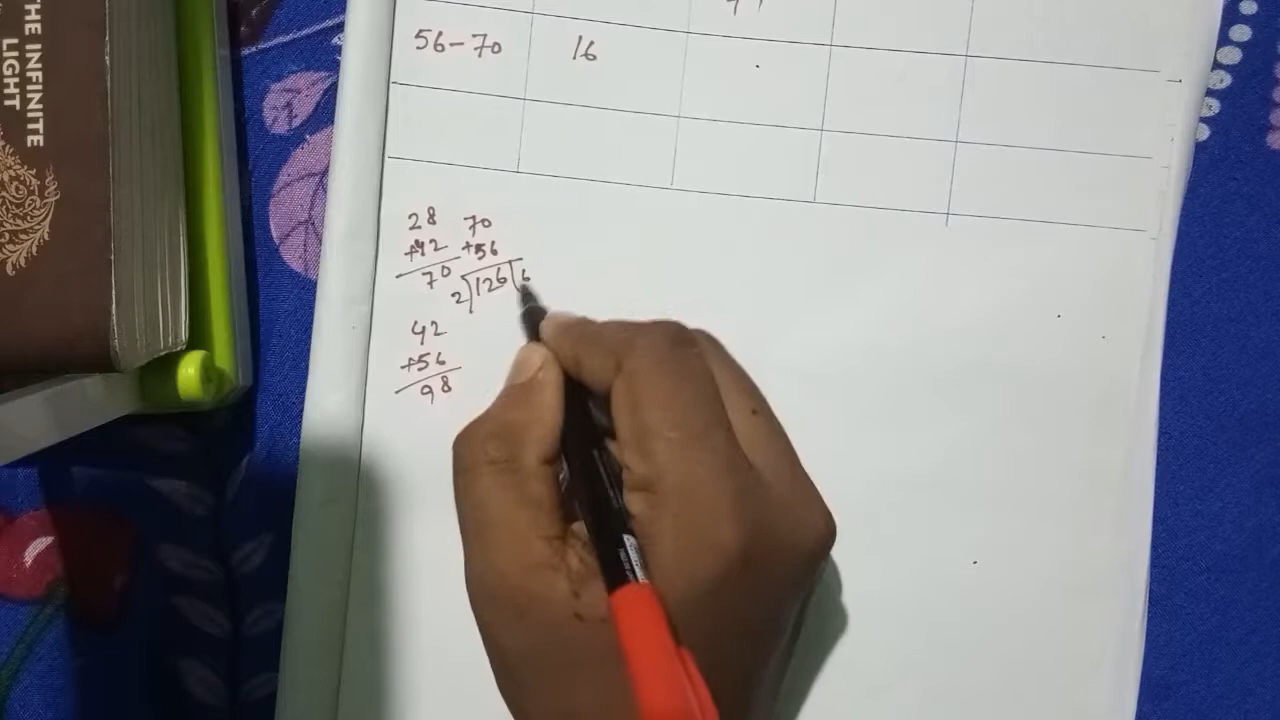 THE INFINITE
LIGHT
56-70 16
28 70
+42 +56
70 2 126 6
42
+56
98